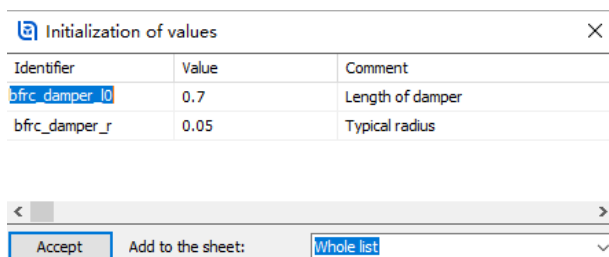 Initialization of values
Identifier Value Comment
bfrc_damper_l0 0.7 Length of damper
bfrc_damper_r 0.05 Typical radius
Accept Add to the sheet: Whole list